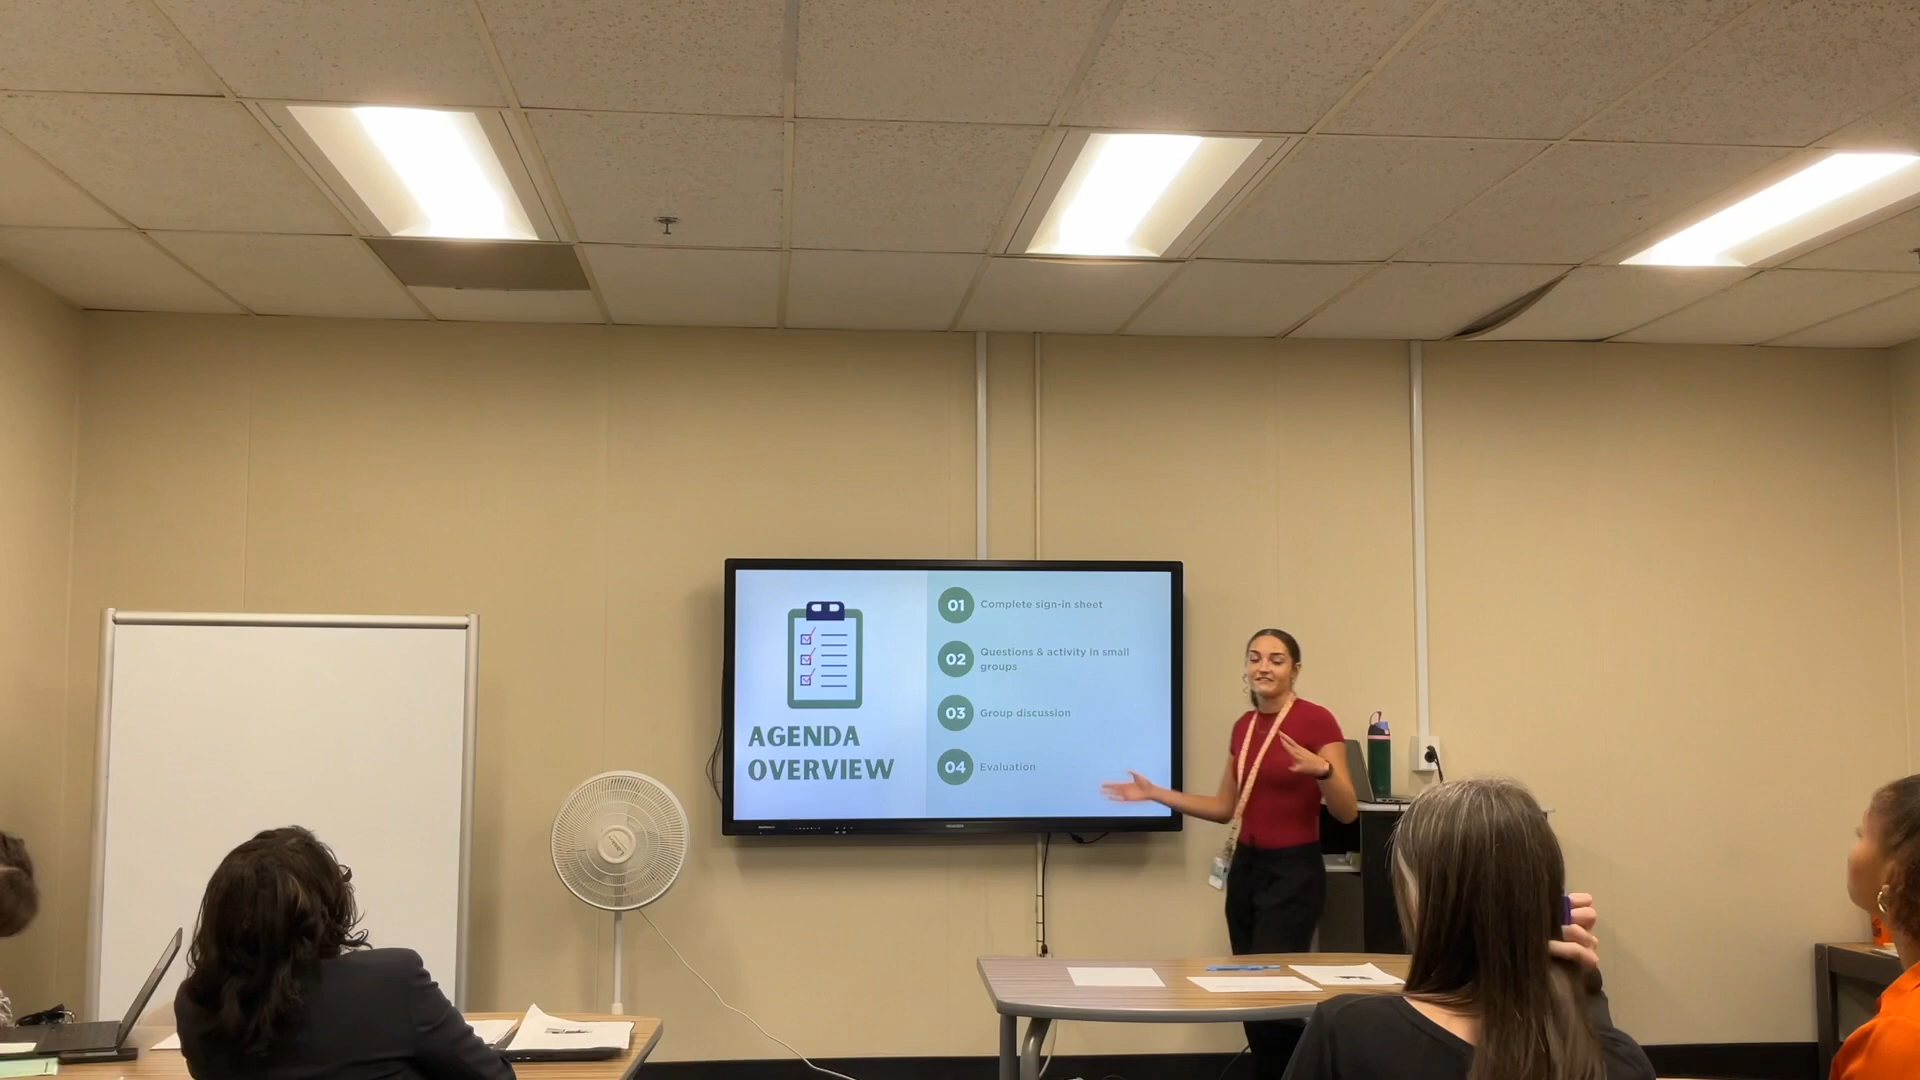 AGENDA
OVERVIEW
01 Complete sign-in sheet
02 Questions & activity in small
groups
03 Group discussion
04 Evaluation